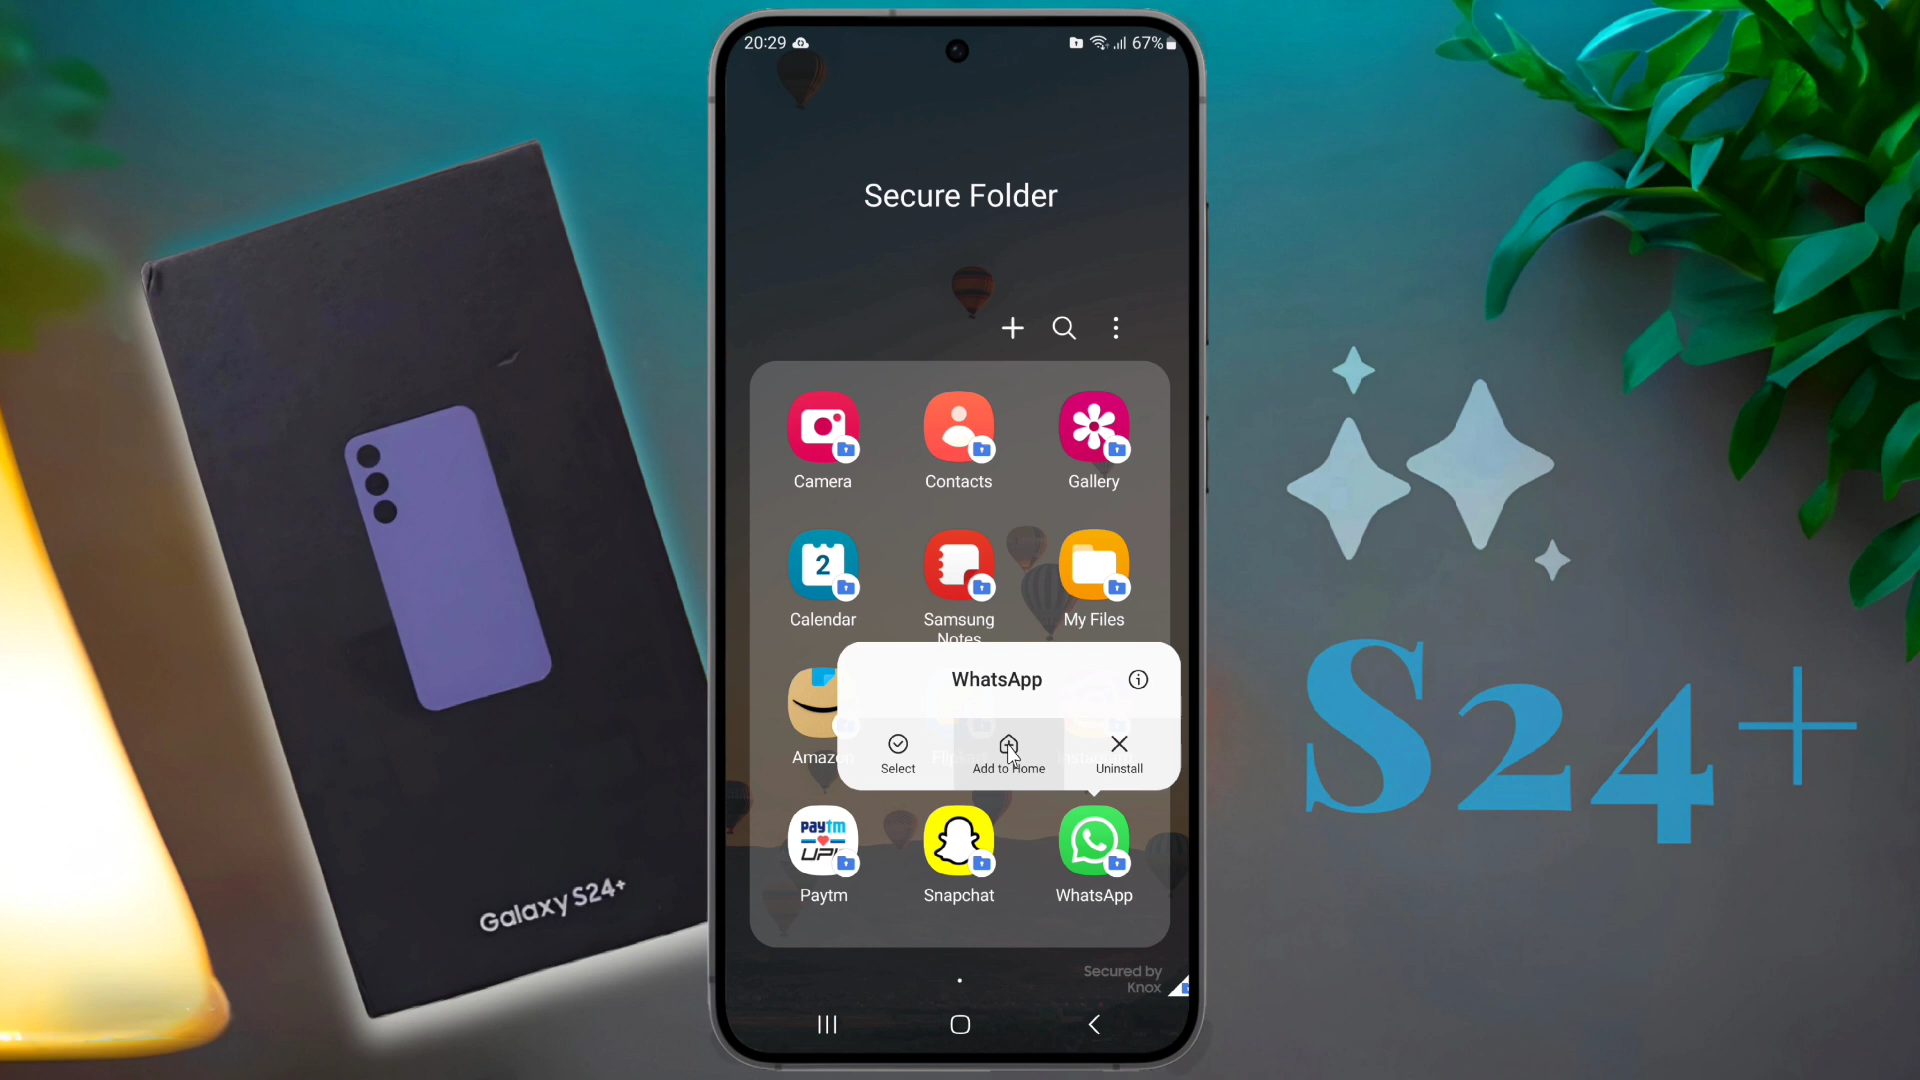 20:29
67%
Secure Folder
Camera
Contacts
Gallery
2
Calendar
Samsung
Notes
My Files
WhatsApp
Amazon
Select
Add to Home
Uninstall
paytm
UPI
Paytm
Snapchat
WhatsApp
Secured by
Knox
Galaxy S24+
S24+